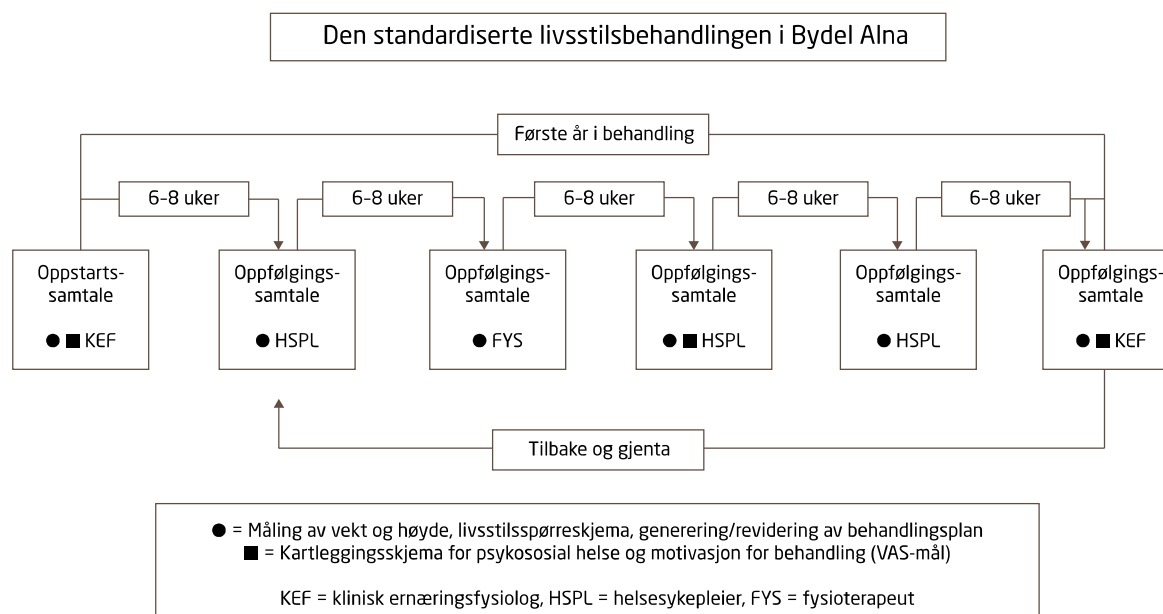 Den standardiserte livsstilsbehandlingen i Bydel Alna
Første år i behandling
6–8 uker
6–8 uker
6–8 uker
6–8 uker
6–8 uker
Oppstarts-
samtale
● ■ KEF
Oppfølgings-
samtale
● HSPL
Oppfølgings-
samtale
● FYS
Oppfølgings-
samtale
● ■ HSPL
Oppfølgings-
samtale
● HSPL
Oppfølgings-
samtale
● ■ KEF
Tilbake og gjenta
● = Måling av vekt og høyde, livsstilsspørreskjema, generering/revidering av behandlingsplan
■ = Kartleggingsskjema for psykososial helse og motivasjon for behandling (VAS-mål)
KEF = klinisk ernæringsfysiolog, HSPL = helsesykepleier, FYS = fysioterapeut